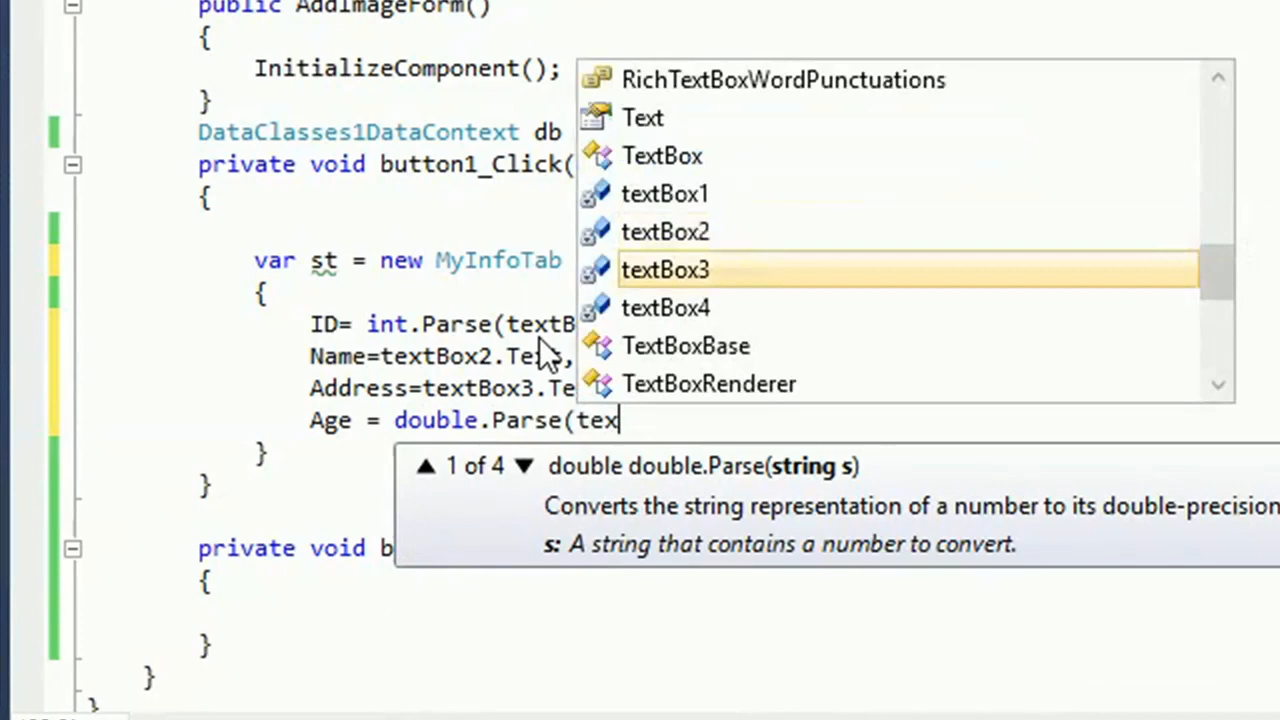 public AddImageForm()
{
InitializeComponent();
}
DataClasses1DataContext db
private void button1_Click(
{
var st = new MyInfoTab
{
ID= int.Parse(textB
Name=textBox2.Te
Address=textBox3.Te
Age = double.Parse(tex
}
}
private void b
{
}
}
}
RichTextBoxWordPunctuations
Text
TextBox
textBox1
textBox2
textBox3
textBox4
TextBoxBase
TextBoxRenderer
▲ 1 of 4 ▼ double double.Parse(string s)
Converts the string representation of a number to its double-precision
s: A string that contains a number to convert.